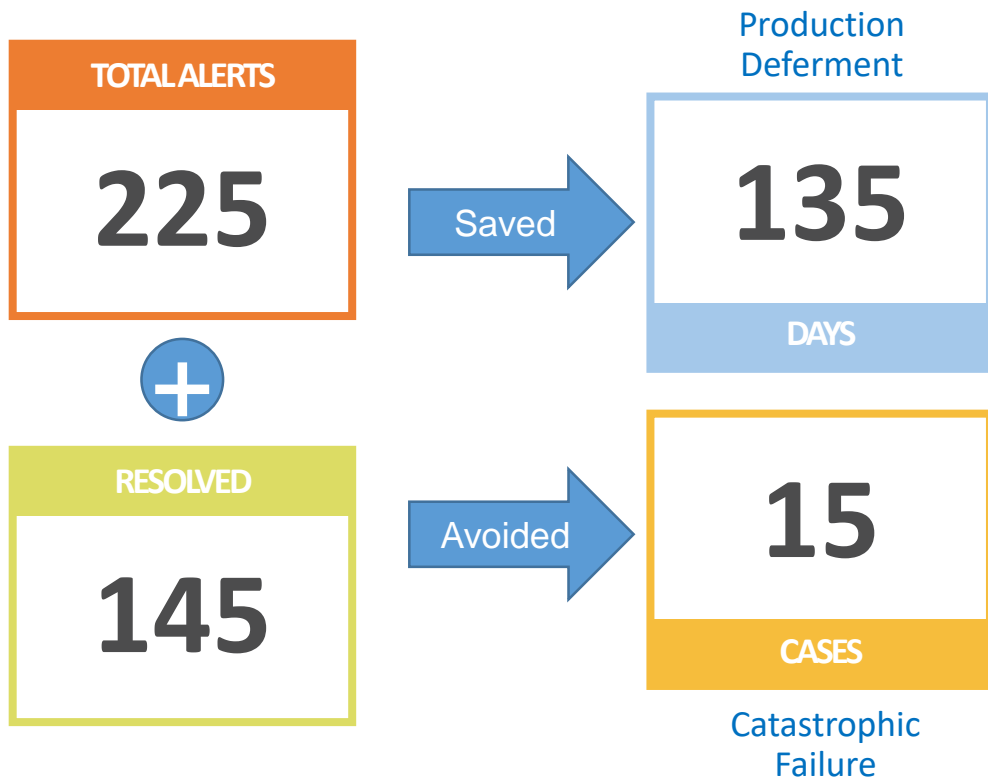 TOTAL ALERTS
225
+
RESOLVED
145
Saved
Avoided
Production
Deferment
135
DAYS
15
CASES
Catastrophic
Failure